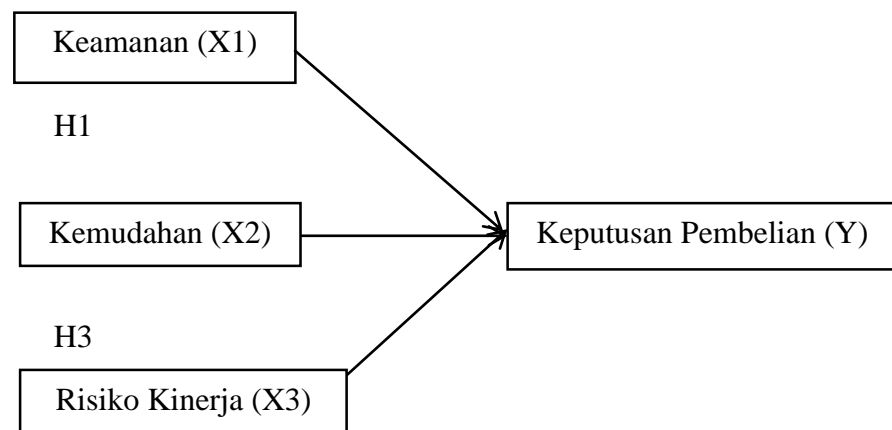 Keamanan (X1)
H1
Kemudahan (X2)
Keputusan Pembelian (Y)
H3
Risiko Kinerja (X3)